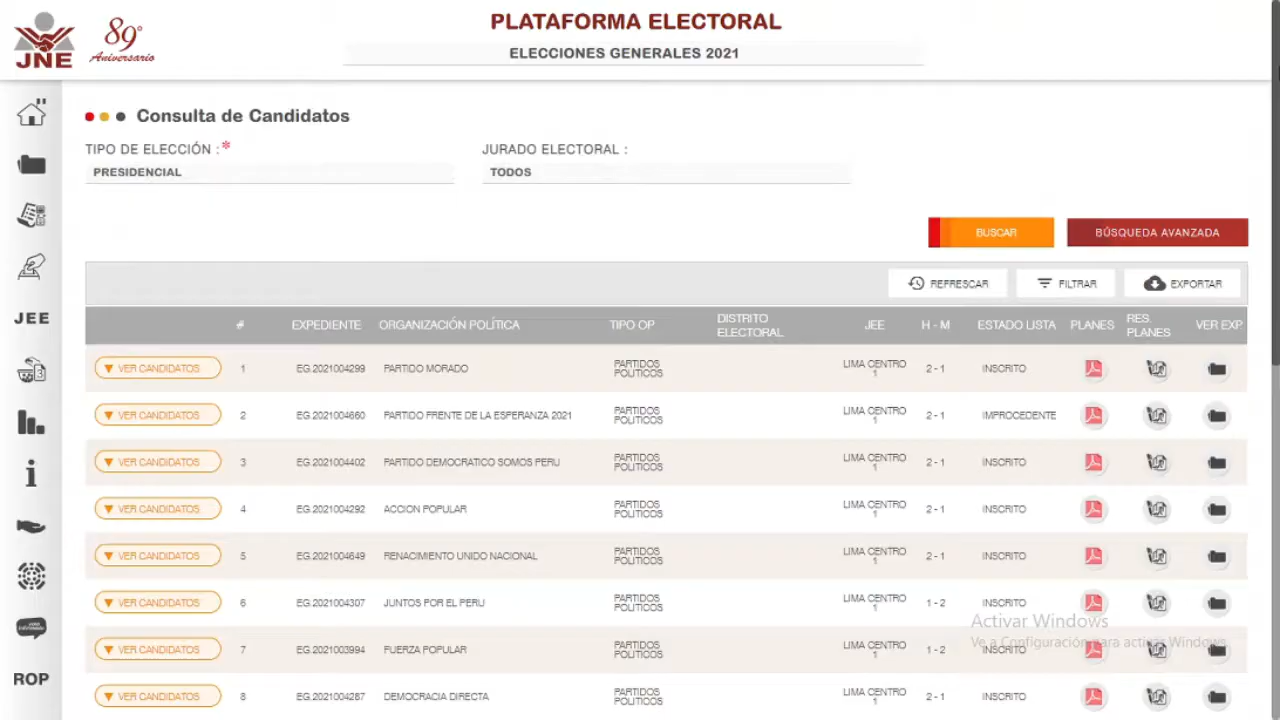 JNE
89° Aniversario
PLATAFORMA ELECTORAL
ELECCIONES GENERALES 2021
Consulta de Candidatos
TIPO DE ELECCIÓN : *
JURADO ELECTORAL :
PRESIDENCIAL
TODOS
BUSCAR
BÚSQUEDA AVANZADA
REFRESCAR
FILTRAR
EXPORTAR
# EXPEDIENTE ORGANIZACIÓN POLÍTICA TIPO OP DISTRITO ELECTORAL JEE H - M ESTADO LISTA PLANES RES. PLANES VER EXP.
VER CANDIDATOS 1 EG.2021004299 PARTIDO MORADO PARTIDOS POLITICOS LIMA CENTRO 1 2 - 1 INSCRITO
VER CANDIDATOS 2 EG.2021004660 PARTIDO FRENTE DE LA ESPERANZA 2021 PARTIDOS POLITICOS LIMA CENTRO 1 2 - 1 IMPROCEDENTE
VER CANDIDATOS 3 EG.2021004402 PARTIDO DEMOCRATICO SOMOS PERU PARTIDOS POLITICOS LIMA CENTRO 1 2 - 1 INSCRITO
VER CANDIDATOS 4 EG.2021004292 ACCION POPULAR PARTIDOS POLITICOS LIMA CENTRO 1 2 - 1 INSCRITO
VER CANDIDATOS 5 EG.2021004649 RENACIMIENTO UNIDO NACIONAL PARTIDOS POLITICOS LIMA CENTRO 1 2 - 1 INSCRITO
VER CANDIDATOS 6 EG.2021004307 JUNTOS POR EL PERU PARTIDOS POLITICOS LIMA CENTRO 1 1 - 2 INSCRITO
VER CANDIDATOS 7 EG.2021003994 FUERZA POPULAR PARTIDOS POLITICOS LIMA CENTRO 1 1 - 2 INSCRITO
VER CANDIDATOS 8 EG.2021004287 DEMOCRACIA DIRECTA PARTIDOS POLITICOS LIMA CENTRO 1 2 - 1 INSCRITO
JEE
ROP
Activar Windows
Ve a Configuración para activar Windows.